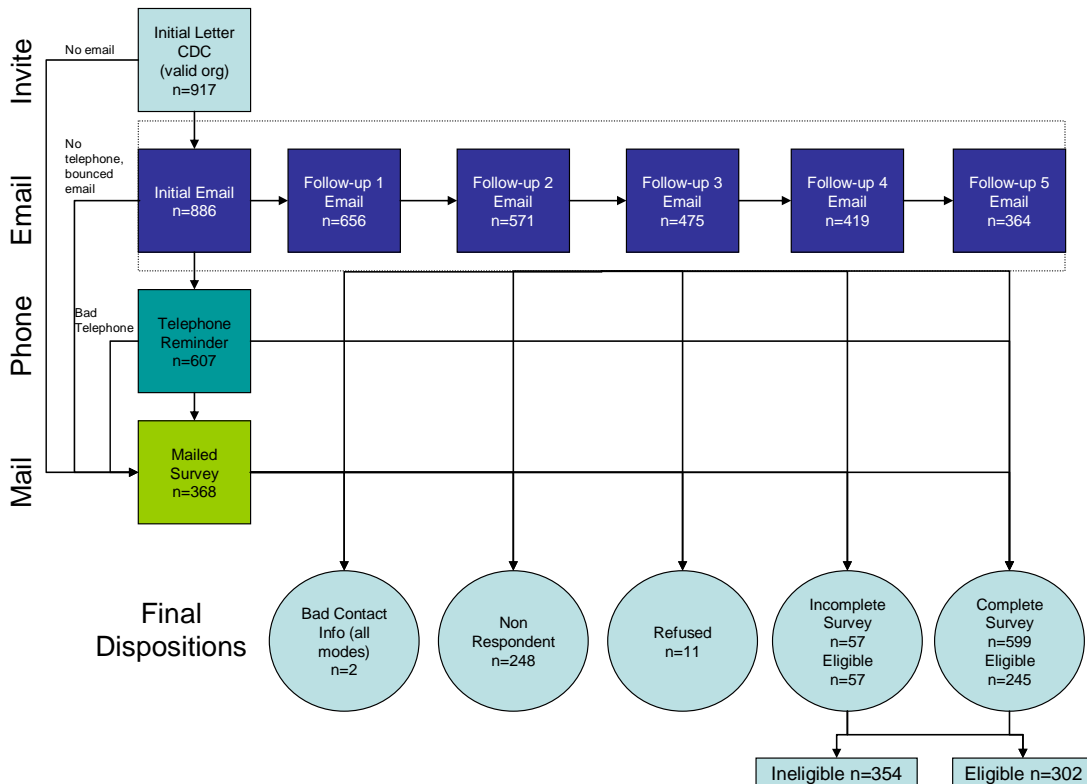 Invite
No email
Initial Letter
CDC
(valid org)
n=917
Email
No
telephone,
bounced
email
Initial Email
n=886
Follow-up 1
Email
n=656
Follow-up 2
Email
n=571
Follow-up 3
Email
n=475
Follow-up 4
Email
n=419
Follow-up 5
Email
n=364
Phone
Bad
Telephone
Telephone
Reminder
n=607
Mail
Mailed
Survey
n=368
Final
Dispositions
Bad Contact
Info (all
modes)
n=2
Non
Respondent
n=248
Refused
n=11
Incomplete
Survey
n=57
Eligible
n=57
Complete
Survey
n=599
Eligible
n=245
Ineligible n=354
Eligible n=302